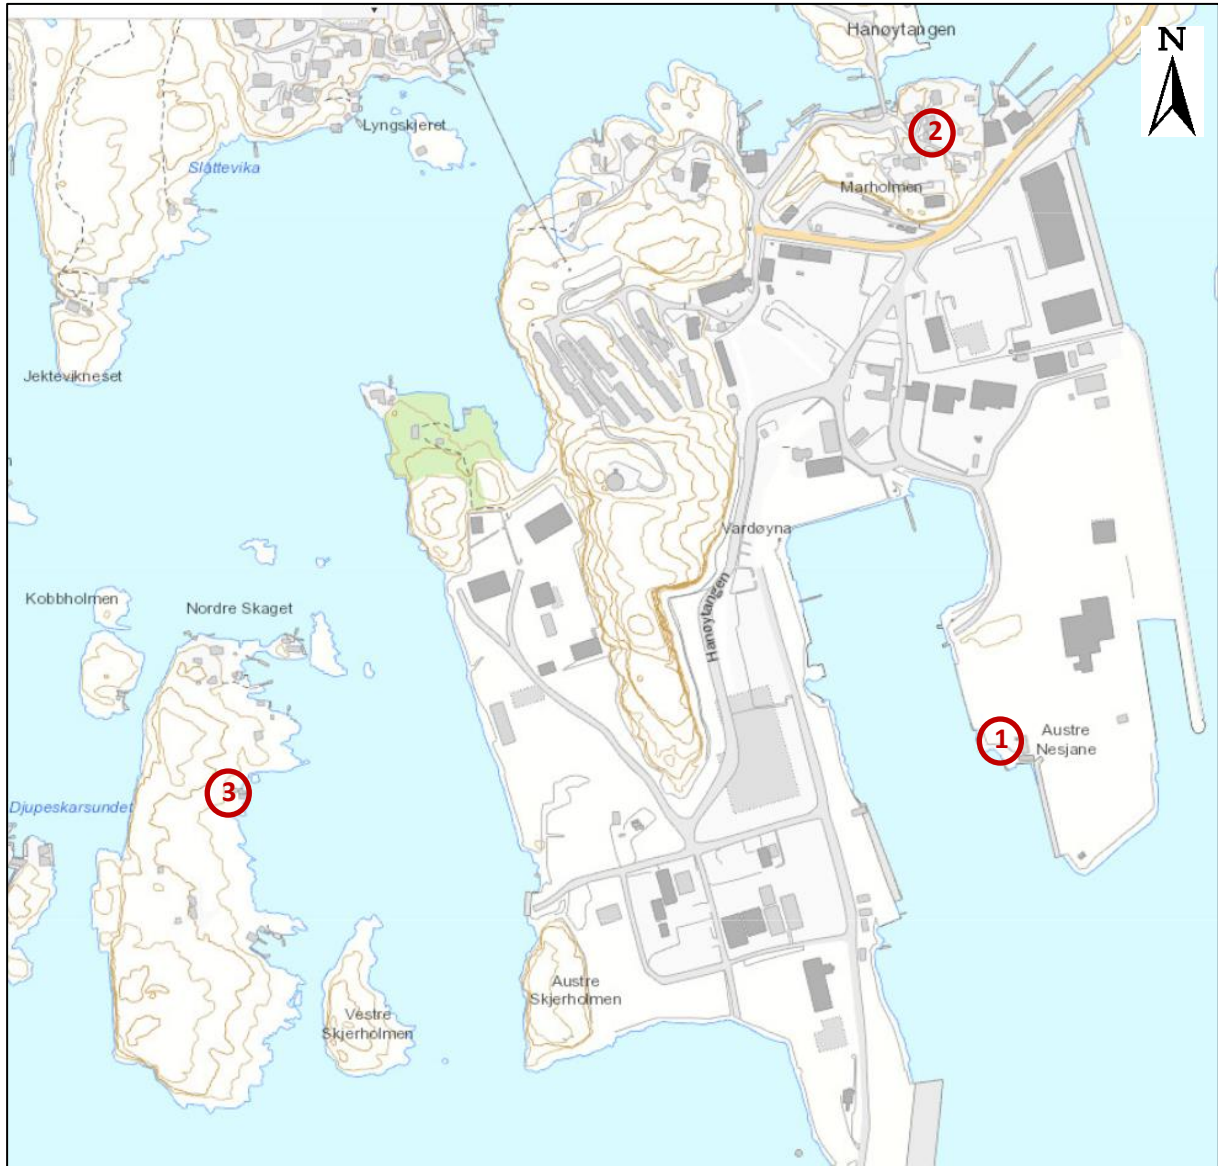 Hanøytangen
N
Lyngskjeret
2
Slåttevika
Marholmen
Jektevikneset
Vardøyna
Hanøytangen
Kobbholmen
Nordre Skaget
1
Austre
Nesjane
3
Djupeskarsundet
Austre
Skjerholmen
Vestre
Skjerholmen